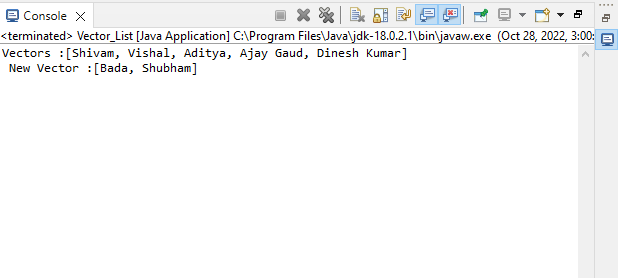 Console
<terminated> Vector_List [Java Application] C:\Program Files\Java\jdk-18.0.2.1\bin\javaw.exe (Oct 28, 2022, 3:00:
Vectors :[Shivam, Vishal, Aditya, Ajay Gaud, Dinesh Kumar]
New Vector :[Bada, Shubham]